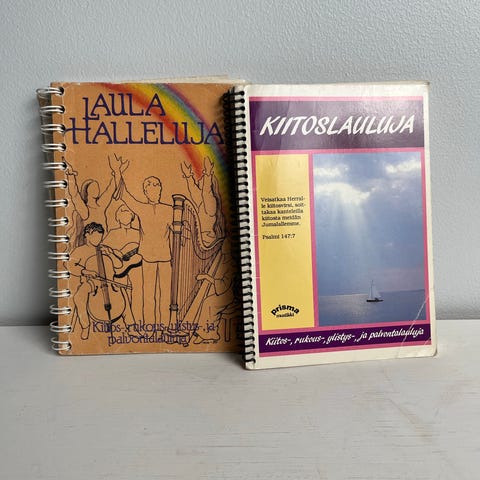 LAULA
HALLELUJA
Kiitos-, rukous-, ylistys-, ja
palvontalauluja
KIITOSLAULUJA
Veisatkaa Herral-
le kiitosvirsi, soit-
takaa kanteleilla
kiitosta meidän
Jumalallemme.
Psalmi 147:7
prisma
musiikki
Kiitos-, rukous-, ylistys-, ja palvontalauluja